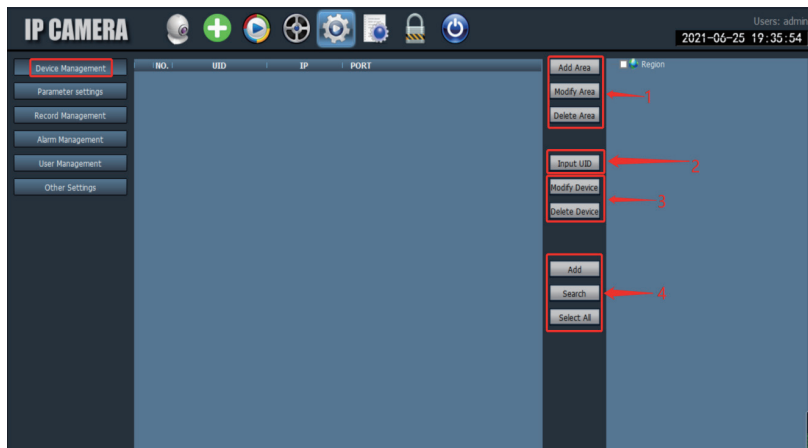 IP CAMERA
Users: admin
2021-06-25 19:35:54
Device Management
Parameter settings
Record Management
Alarm Management
User Management
Other Settings
NO. UID IP PORT
Add Area
Modify Area
Delete Area
1
Input UID
2
Modify Device
Delete Device
3
Add
Search
Select All
4
Region